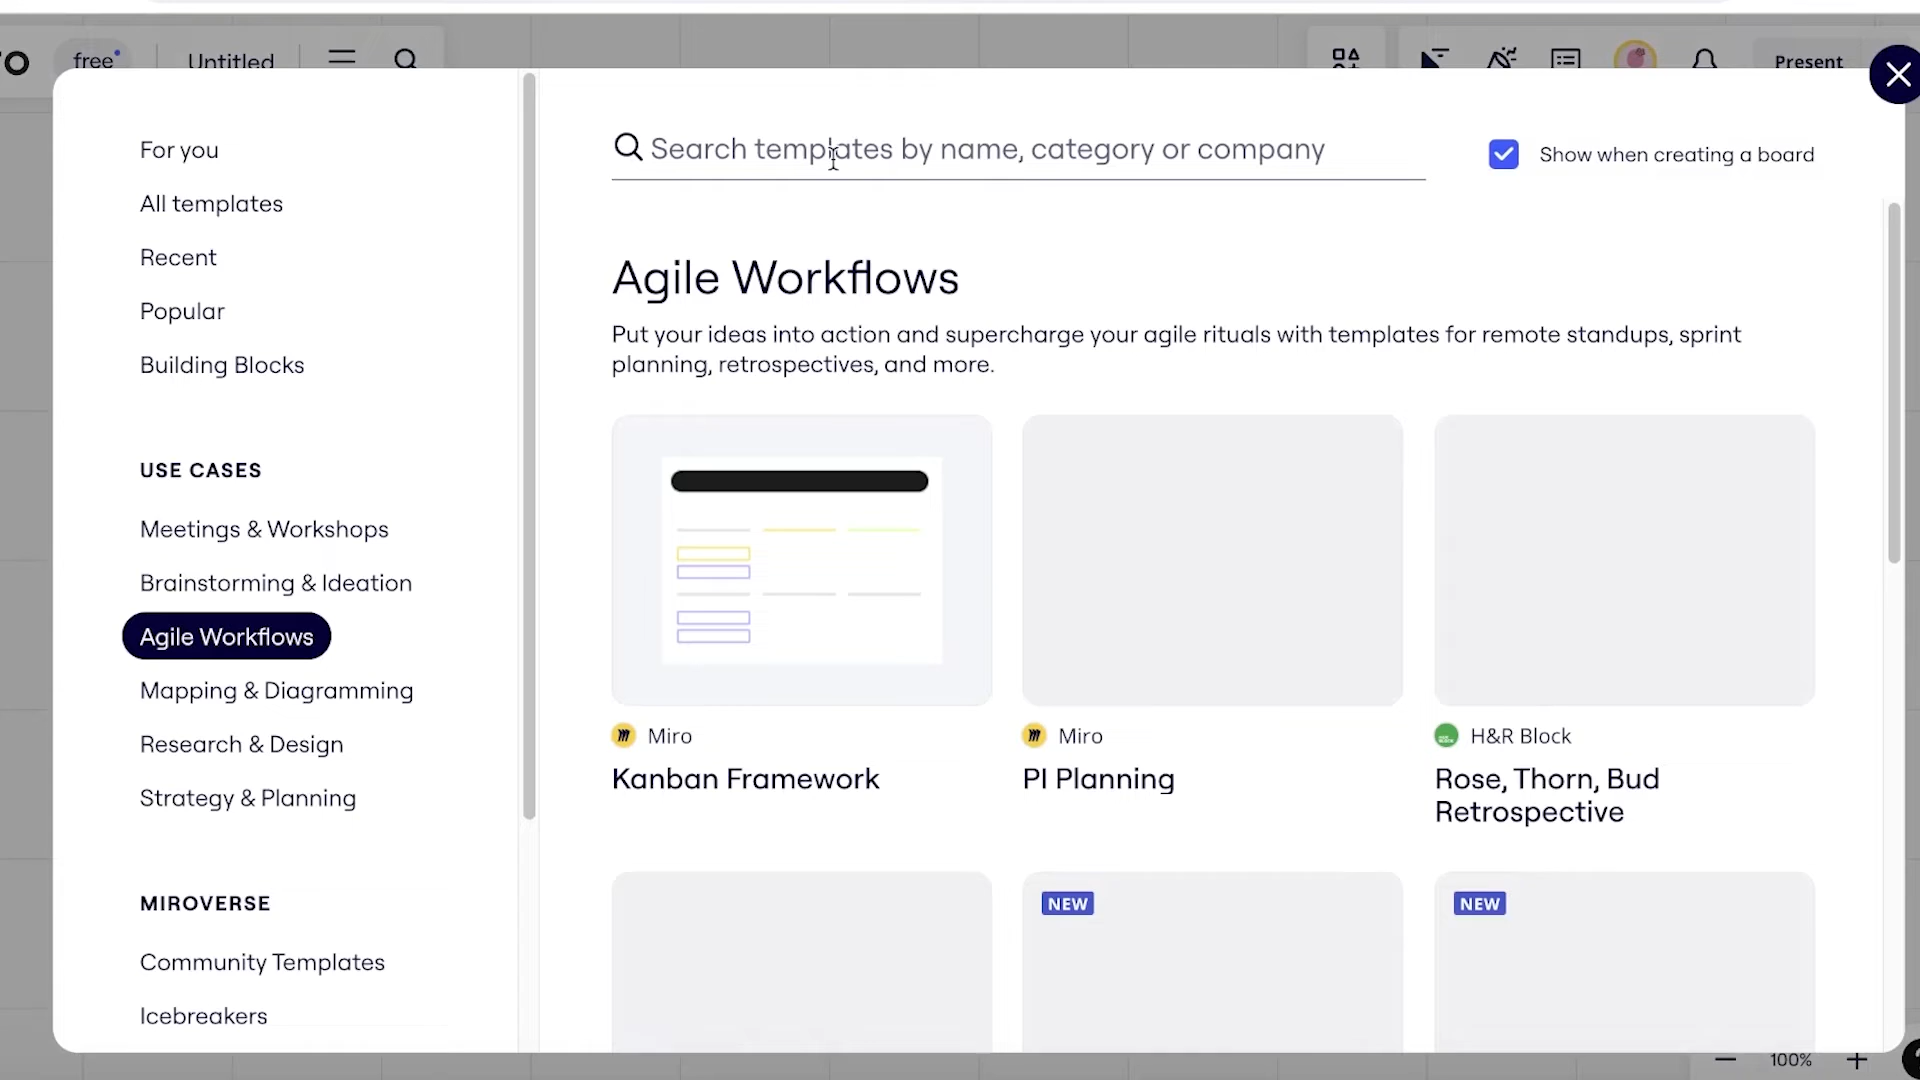 free
Untitled
Present
For you
All templates
Recent
Popular
Building Blocks
USE CASES
Meetings & Workshops
Brainstorming & Ideation
Agile Workflows
Mapping & Diagramming
Research & Design
Strategy & Planning
MIROVERSE
Community Templates
Icebreakers
Search templates by name, category or company
Show when creating a board
Agile Workflows
Put your ideas into action and supercharge your agile rituals with templates for remote standups, sprint
planning, retrospectives, and more.
Miro
Kanban Framework
Miro
PI Planning
H&R Block
Rose, Thorn, Bud
Retrospective
NEW
NEW
100%